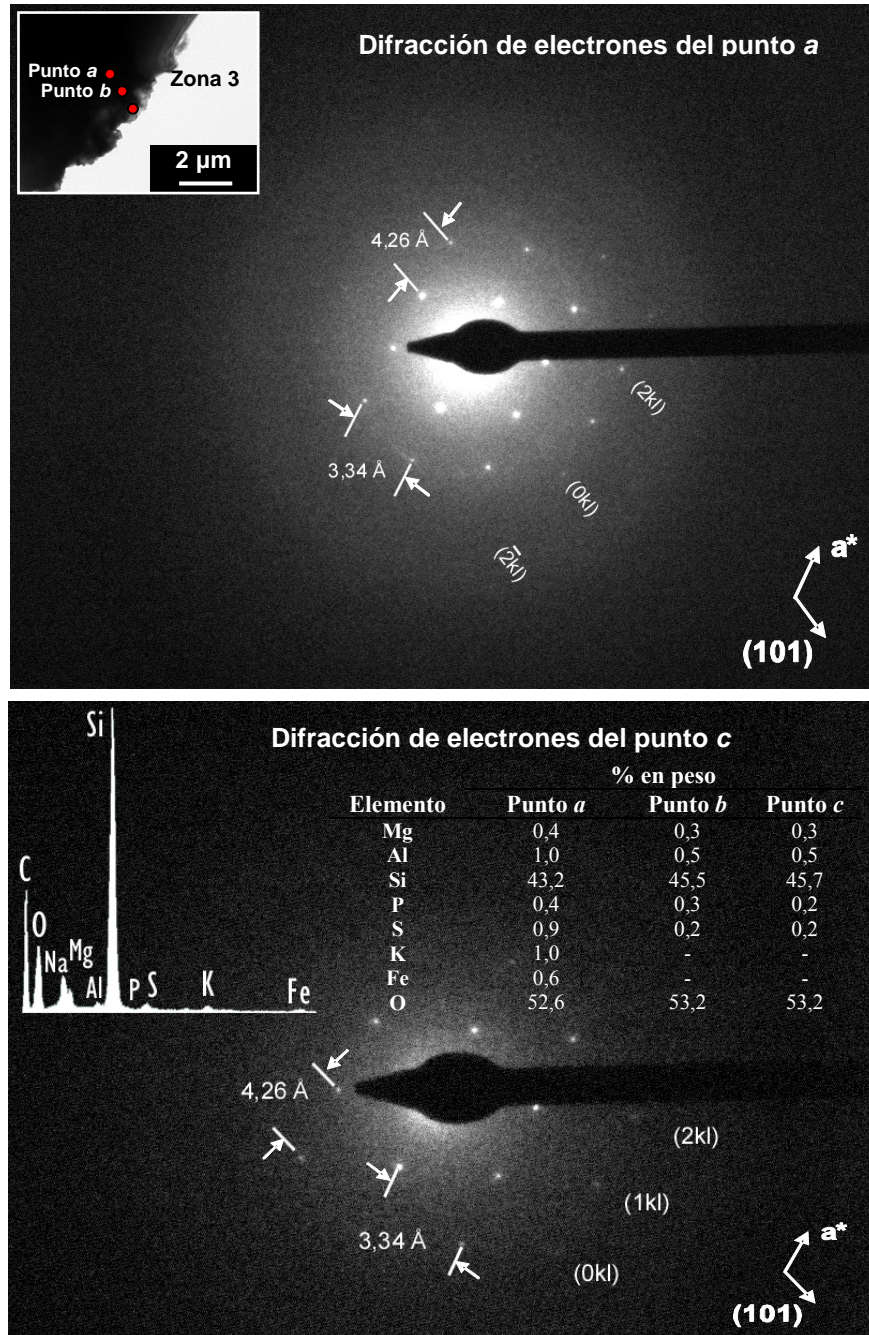 Difracción de electrones del punto a
Punto a
Punto b
Zona 3
2 µm
4,26 Å
3,34 Å
(2kl)
(0kl)
(2̅kl)
a*
(101)
Difracción de electrones del punto c
Si
C
O
Na
Mg
Al
P
S
K
Fe
% en peso
Elemento Punto a Punto b Punto c
Mg 0,4 0,3 0,3
Al 1,0 0,5 0,5
Si 43,2 45,5 45,7
P 0,4 0,3 0,2
S 0,9 0,2 0,2
K 1,0 - -
Fe 0,6 - -
O 52,6 53,2 53,2
4,26 Å
3,34 Å
(2kl)
(1kl)
(0kl)
a*
(101)